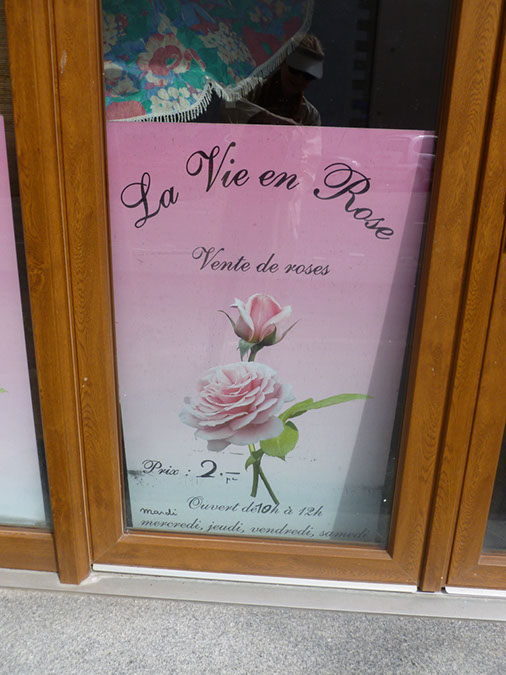 La Vie en Rose
Vente de roses
Prix : 2.-
Ouvert de 10h à 12h
mardi
mercredi, jeudi, vendredi, samedi